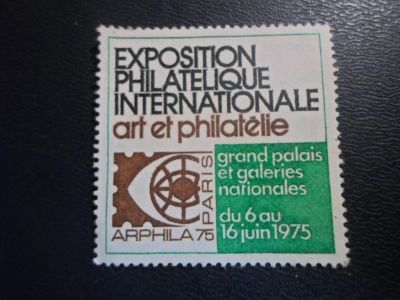 EXPOSITION
PHILATELIQUE
INTERNATIONALE
art et philatélie
grand palais
et galeries
nationales
du 6 au
16 juin 1975
PARIS
ARPHILA 75